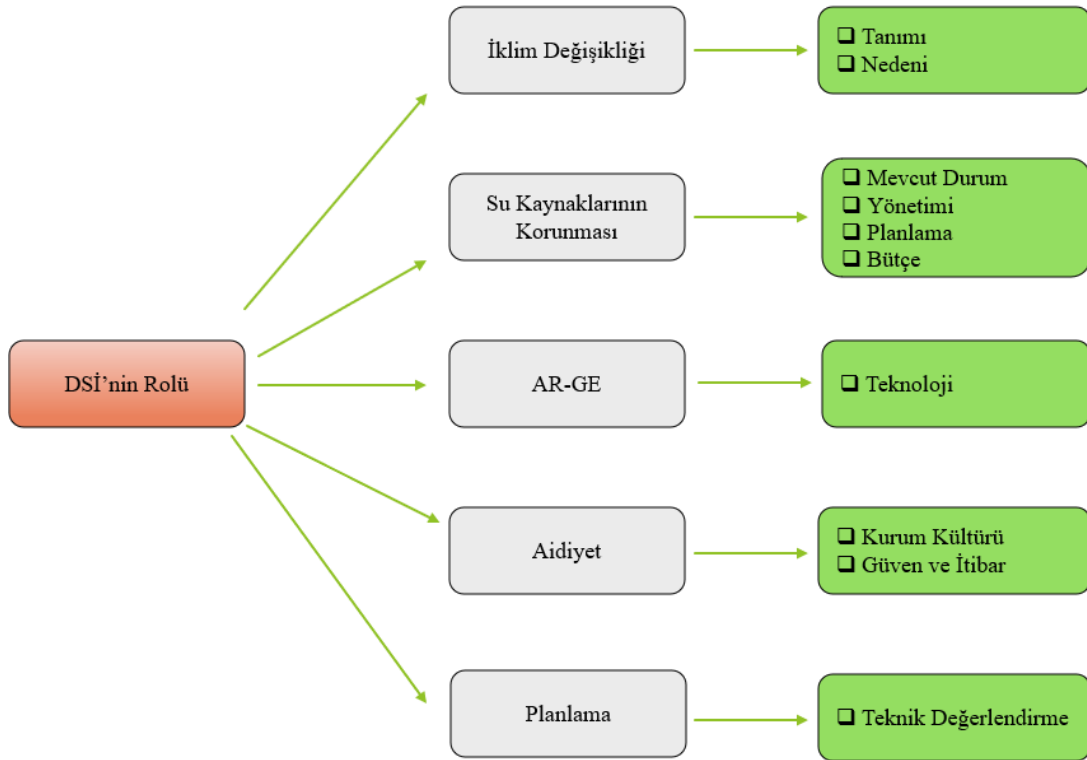 İklim Değişikliği
Tanımı
Nedeni
Su Kaynaklarının
Korunması
Mevcut Durum
Yönetimi
Planlama
Bütçe
DSİ’nin Rolü
AR-GE
Teknoloji
Aidiyet
Kurum Kültürü
Güven ve İtibar
Planlama
Teknik Değerlendirme